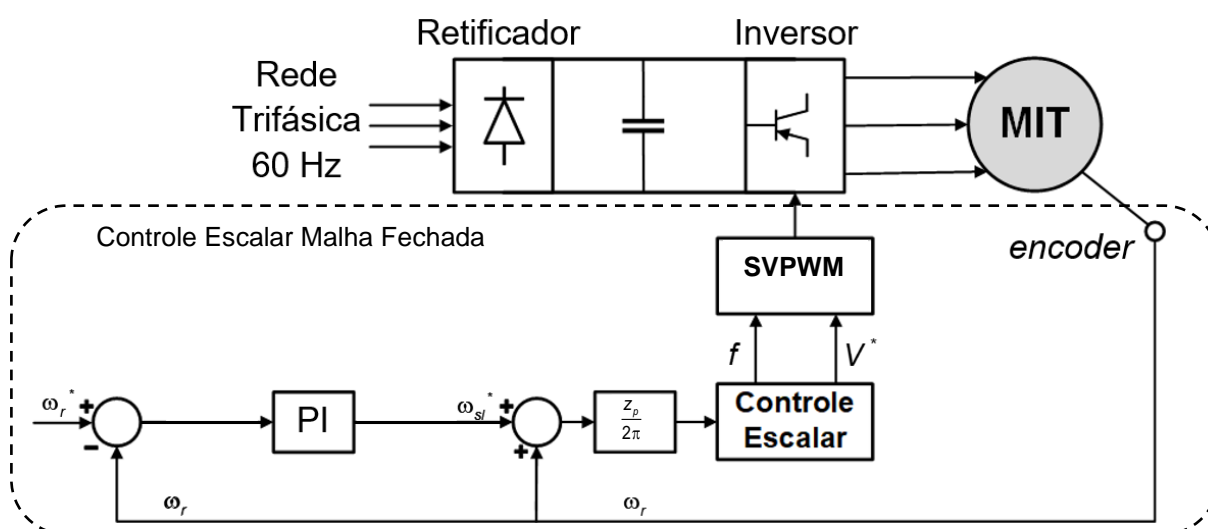 Retificador
Inversor
Rede
Trifásica
60 Hz
MIT
Controle Escalar Malha Fechada
encoder
SVPWM
f
V*
ωr* +
-
PI
ωsl* +
+
zp
2π
Controle
Escalar
ωr
ωr